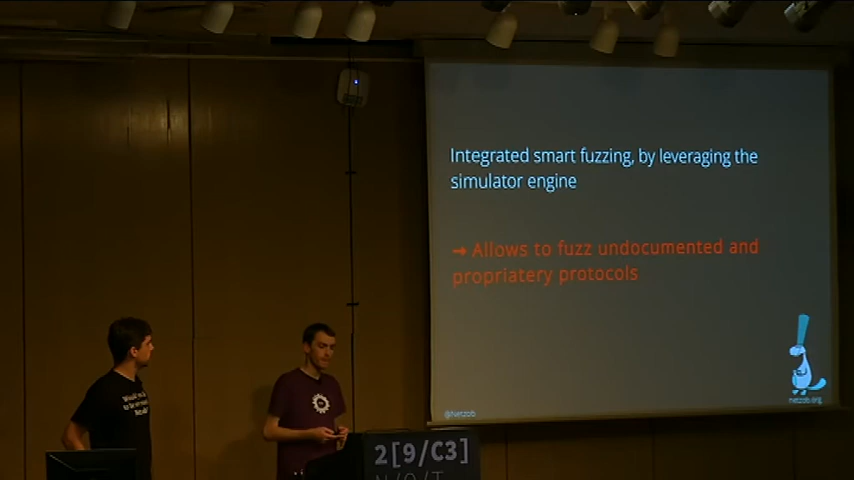 Integrated smart fuzzing, by leveraging the
simulator engine
→ Allows to fuzz undocumented and
propriatery protocols
@Netzob
netzob.org
2[9/C3]
N/O/T